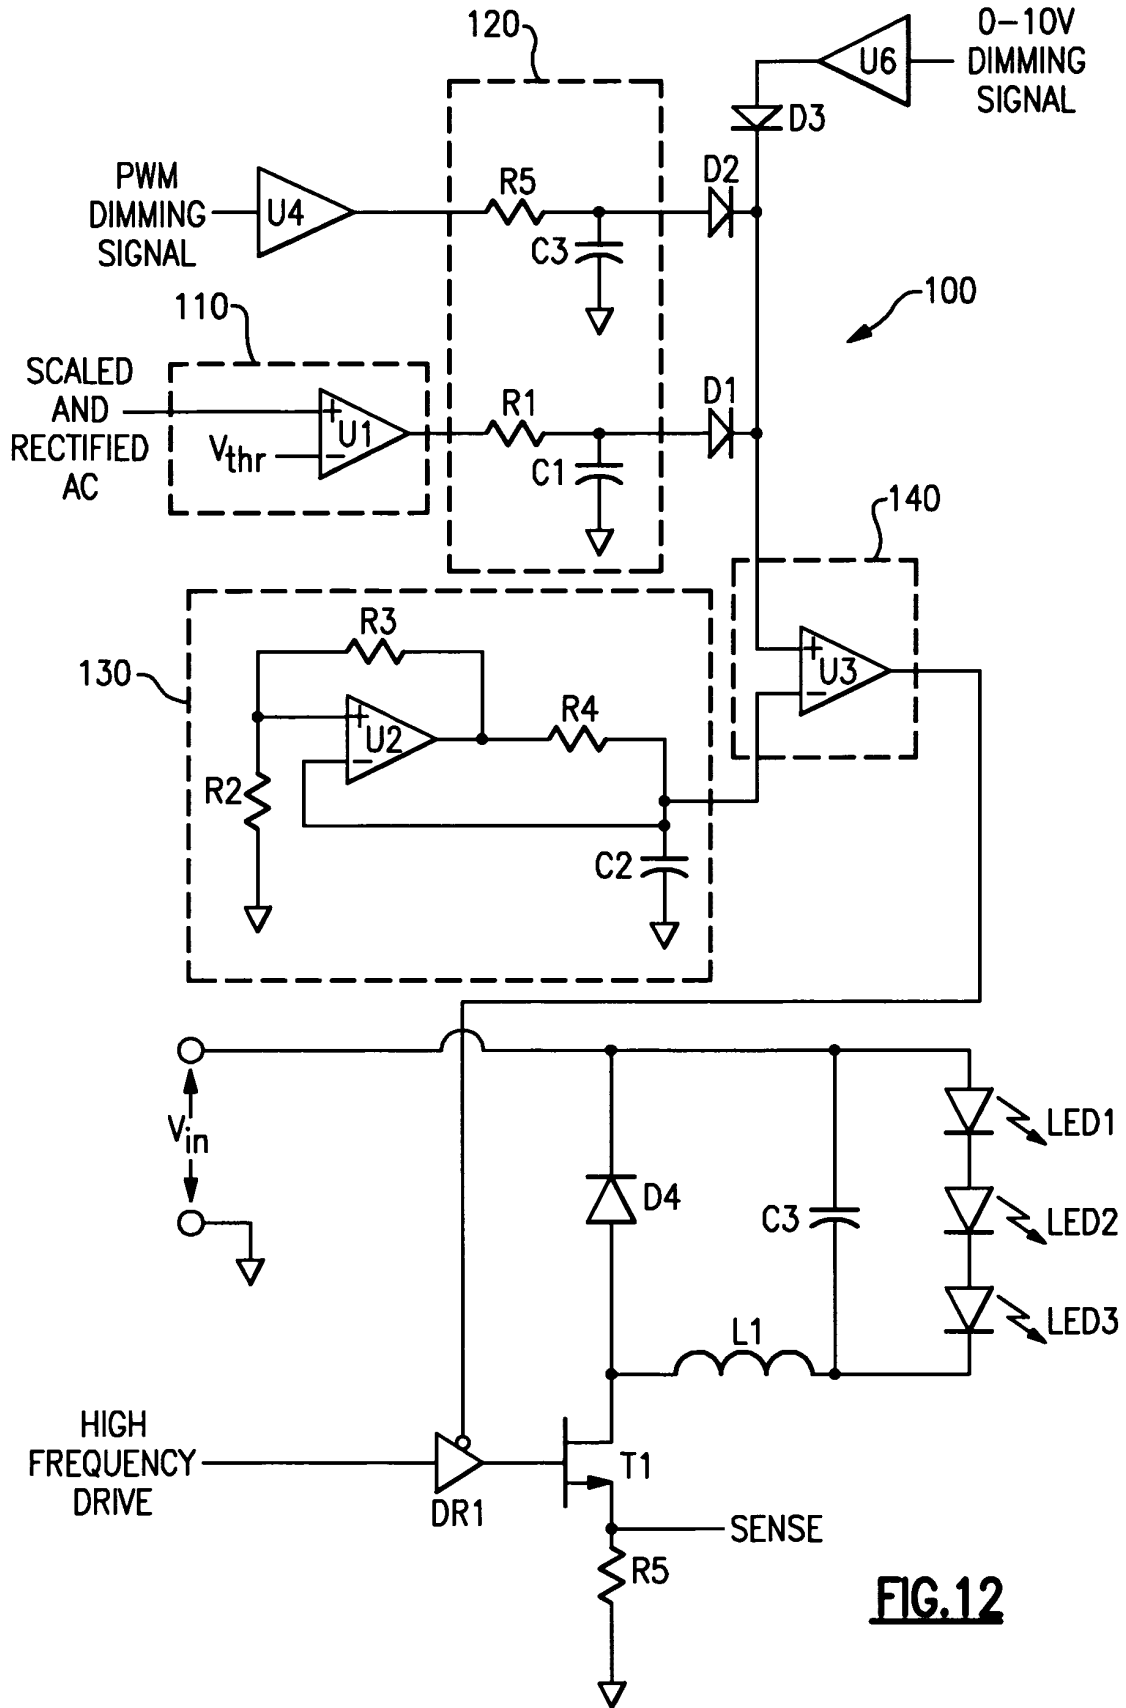 120
0-10V
DIMMING
SIGNAL
U6
D3
PWM
DIMMING
SIGNAL
U4
R5
C3
D2
110
100
SCALED
AND
RECTIFIED
AC
Vthr
U1
R1
C1
D1
140
130
R3
U2
R4
R2
C2
U3
Vin
D4
C3
LED1
LED2
LED3
L1
HIGH
FREQUENCY
DRIVE
DR1
T1
SENSE
R5
FIG.12